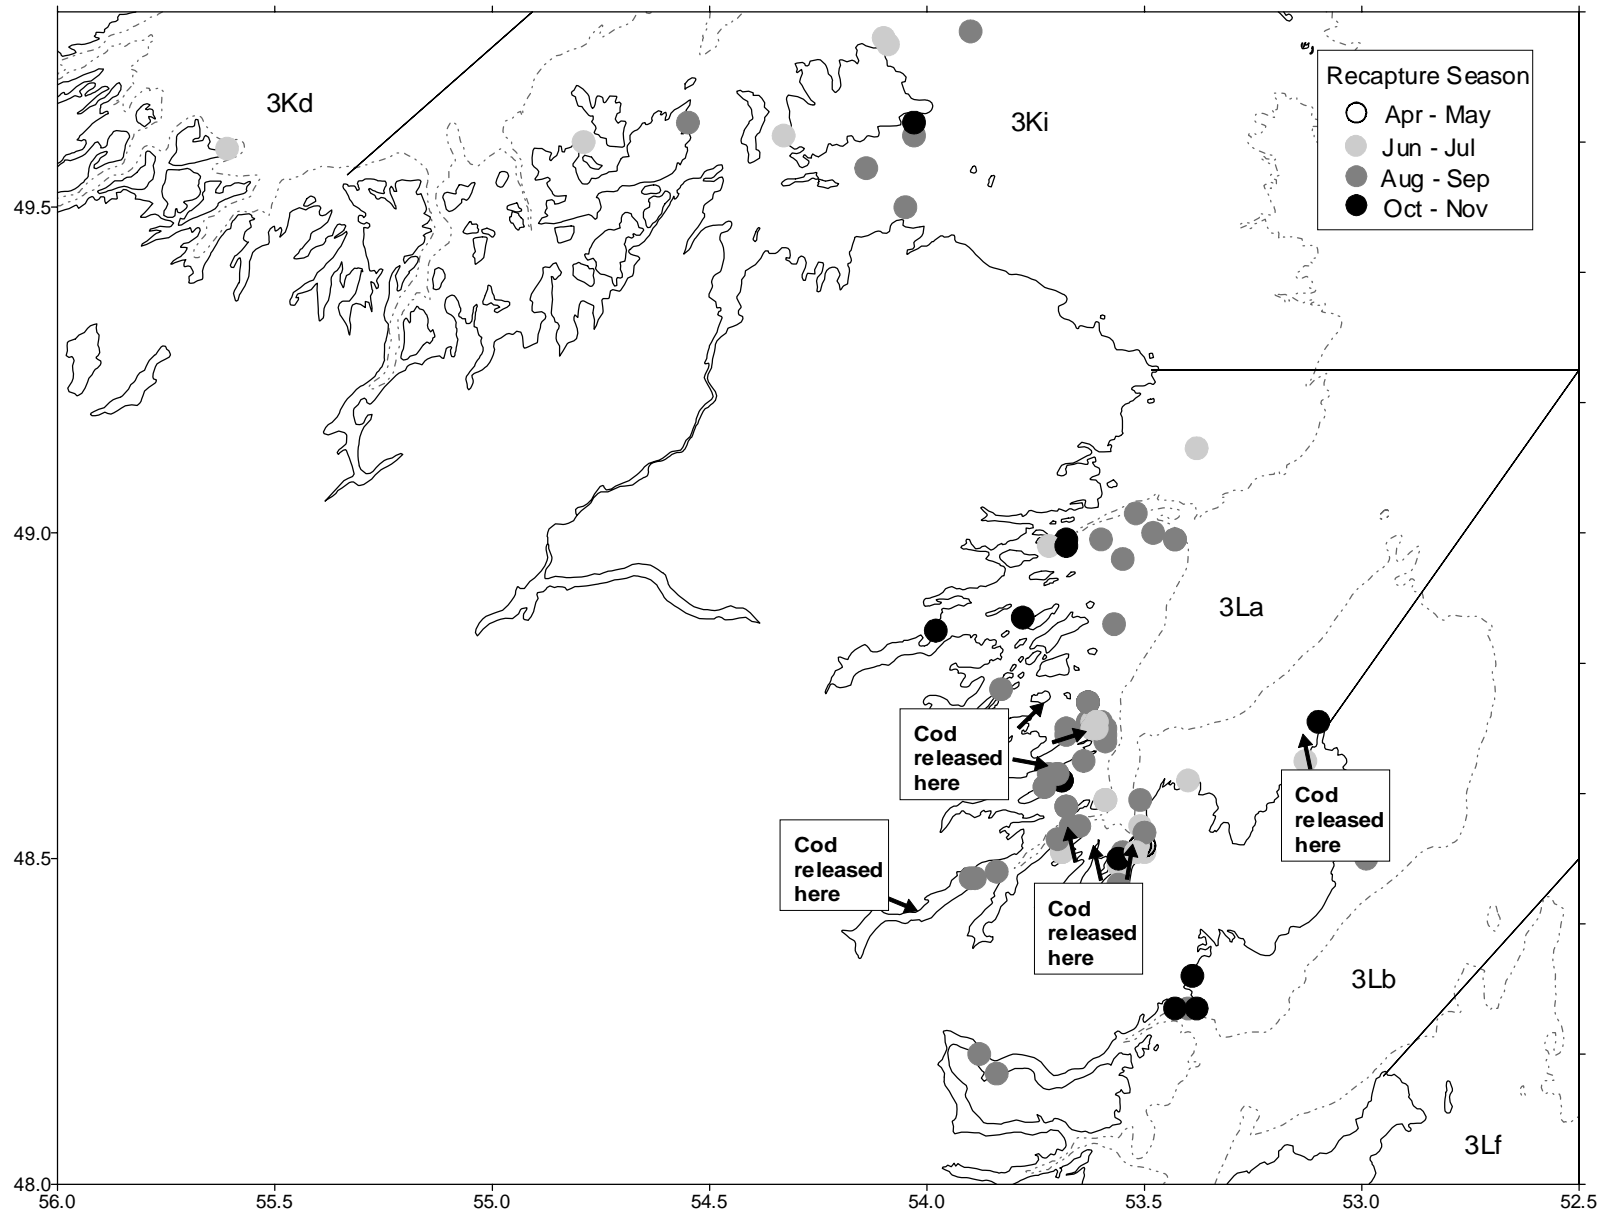 Recapture Season
Apr - May
Jun - Jul
Aug - Sep
Oct - Nov
3Kd
3Ki
49.5
49.0
3La
Cod
released
here
Cod
released
here
Cod
released
here
48.5
Cod
released
here
3Lb
3Lf
48.0
56.0
55.5
55.0
54.5
54.0
53.5
53.0
52.5